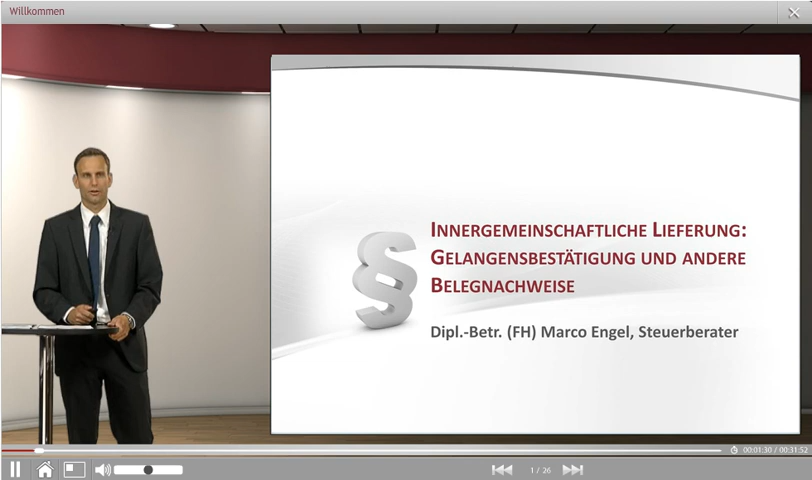 Willkommen
INNERGEMEINSCHAFTLICHE LIEFERUNG:
GELANGENSBESTÄTIGUNG UND ANDERE
BELEGNACHWEISE
Dipl.-Betr. (FH) Marco Engel, Steuerberater
00:01:30 / 00:31:52
1 / 26